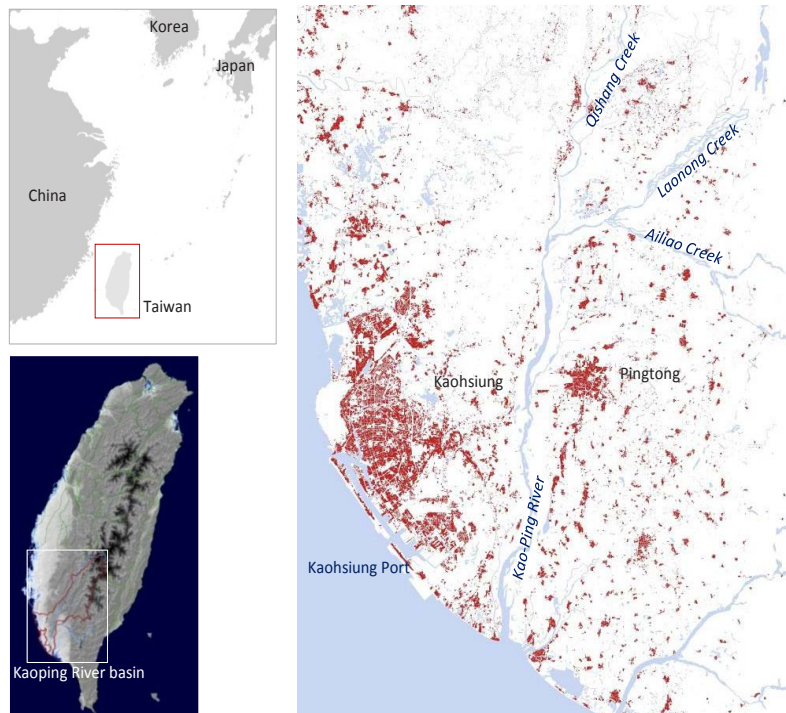 Korea
Japan
China
Taiwan
Kaoping River basin
Qishang Creek
Laonong Creek
Ailiao Creek
Kaohsiung
Pingtong
Kao-Ping River
Kaohsiung Port